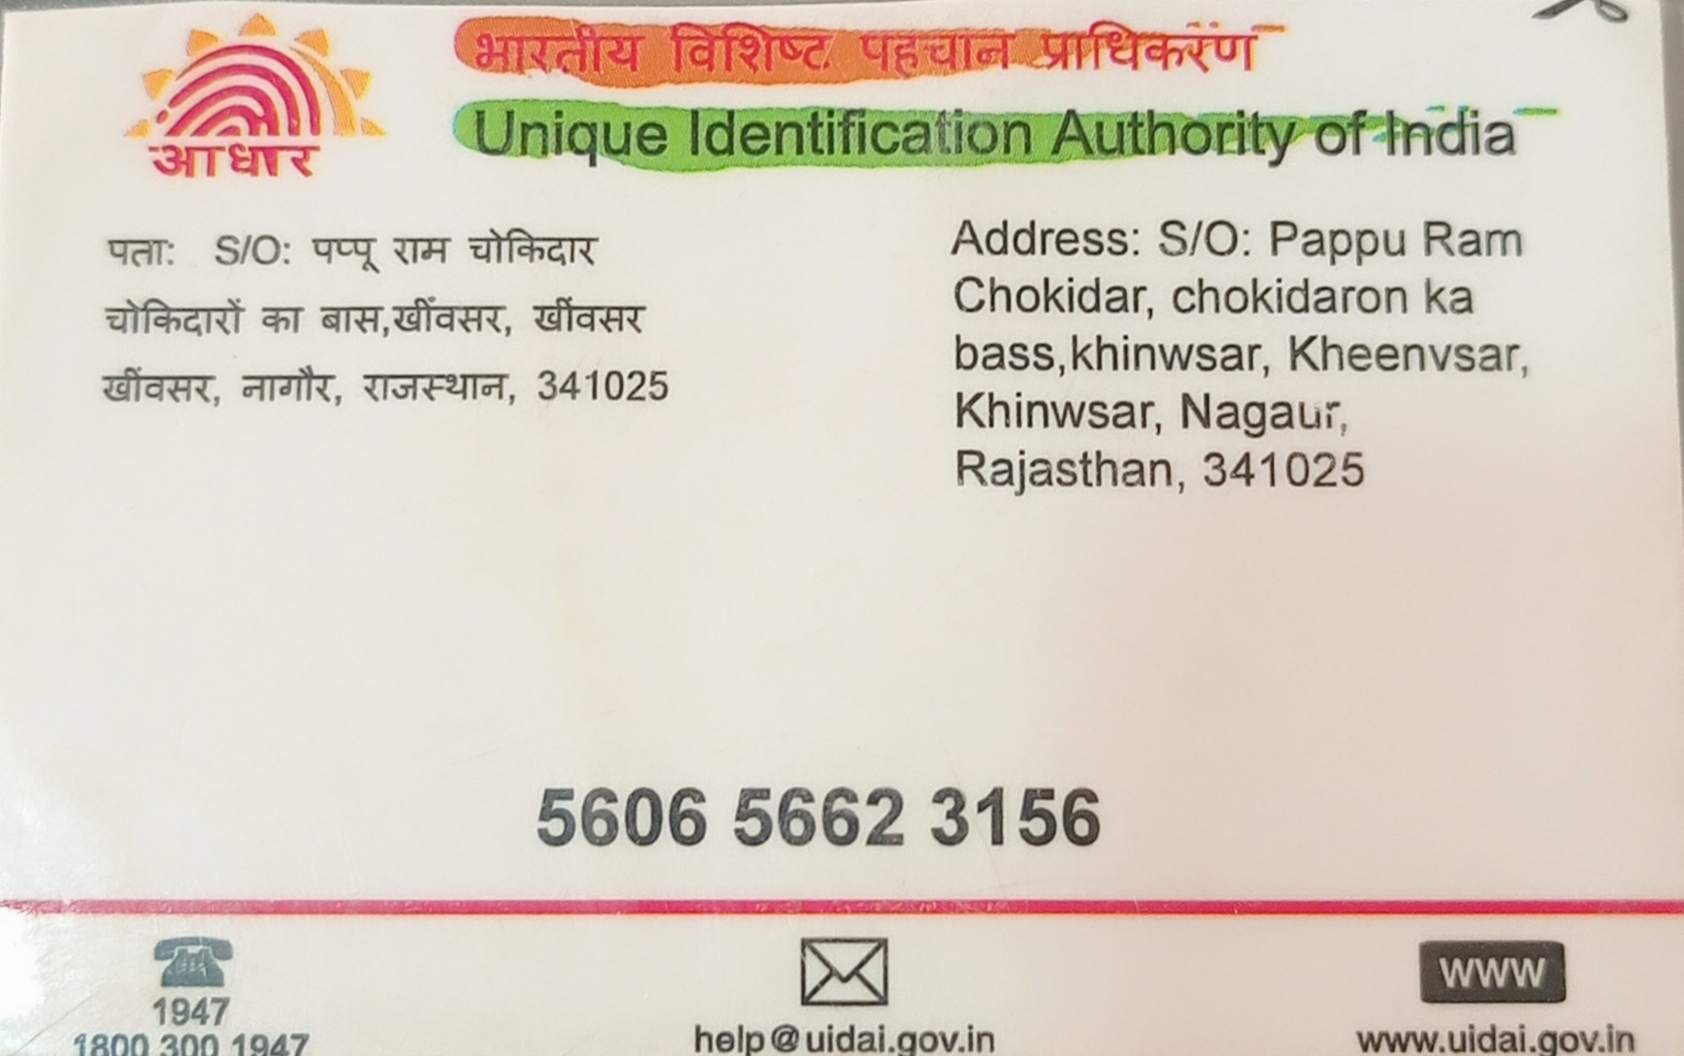 आधार
भारतीय विशिष्ट पहचान प्राधिकरण
Unique Identification Authority of India
पता: S/O: पप्पू राम चोकिदार
चोकिदारों का बास,खींवसर, खींवसर
खींवसर, नागौर, राजस्थान, 341025
Address: S/O: Pappu Ram
Chokidar, chokidaron ka
bass,khinwsar, Kheenvsar,
Khinwsar, Nagaur,
Rajasthan, 341025
5606 5662 3156
1947
1800 300 1947
help@uidai.gov.in
WWW
www.uidai.gov.in